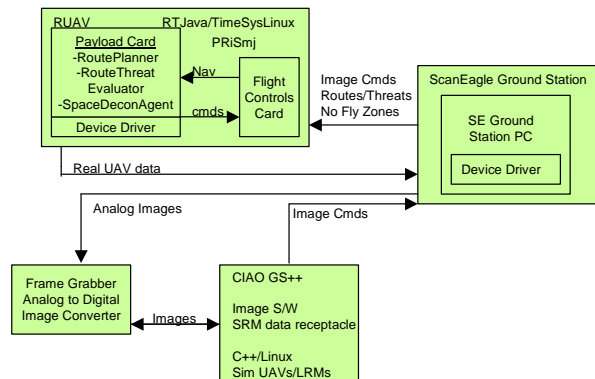 RUAV RTJava/TimeSysLinux
PRiSmj
Payload Card
-RoutePlanner
-RouteThreat
Evaluator
-SpaceDeconAgent
Device Driver
Nav
cmds
Flight
Controls
Card
Image Cmds
Routes/Threats
No Fly Zones
ScanEagle Ground Station
SE Ground
Station PC
Device Driver
Real UAV data
Analog Images
Image Cmds
Frame Grabber
Analog to Digital
Image Converter
Images
CIAO GS++
Image S/W
SRM data receptacle
C++/Linux
Sim UAVs/LRMs